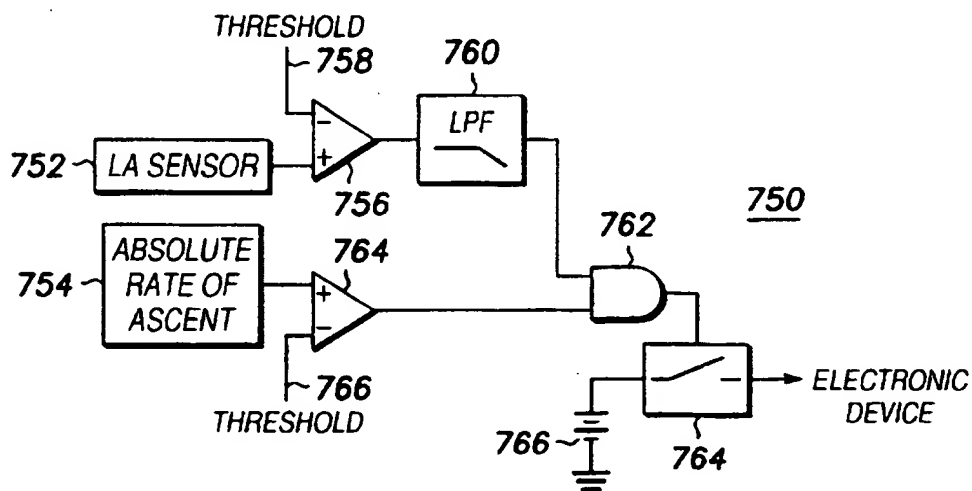 THRESHOLD
758
760
LPF
752
LA SENSOR
-
+
756
750
762
764
754
ABSOLUTE
RATE OF
ASCENT
+
-
766
THRESHOLD
ELECTRONIC
DEVICE
766
764